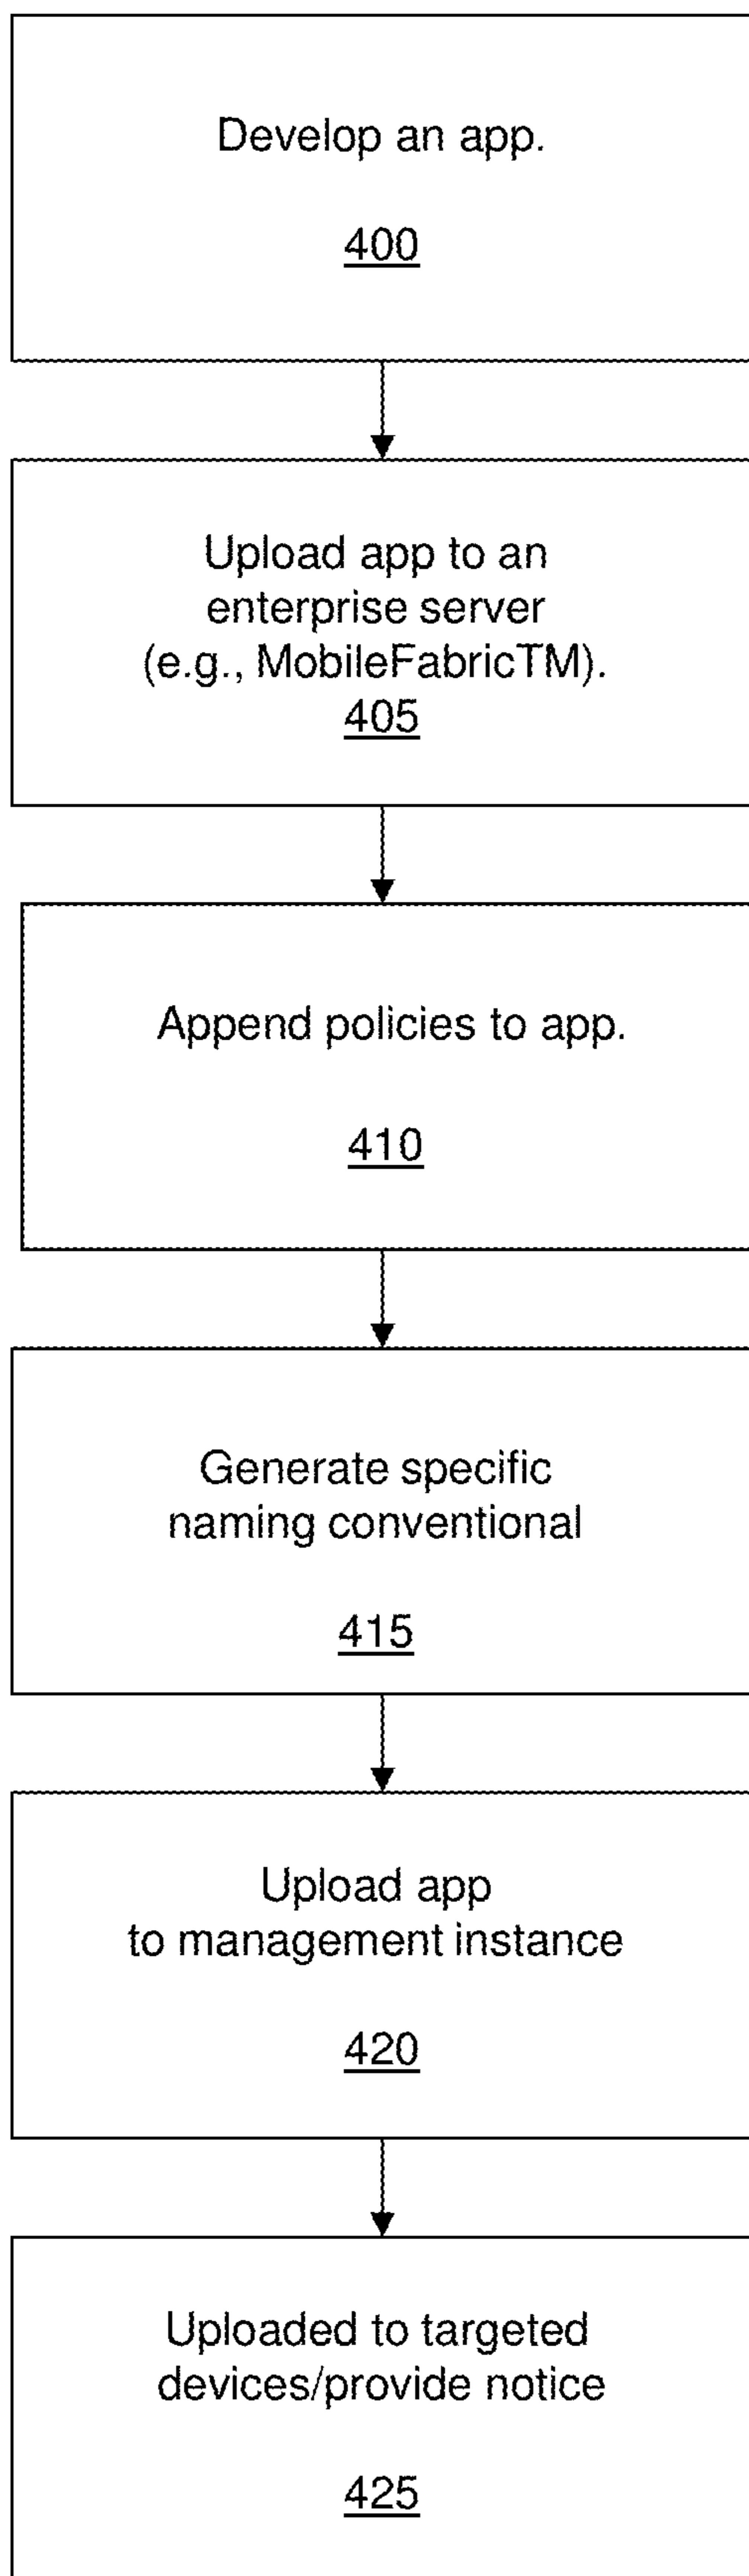 Develop an app.
400
Upload app to an
enterprise server
(e.g., MobileFabricTM).
405
Append policies to app.
410
Generate specific
naming conventional
415
Upload app
to management instance
420
Uploaded to targeted
devices/provide notice
425